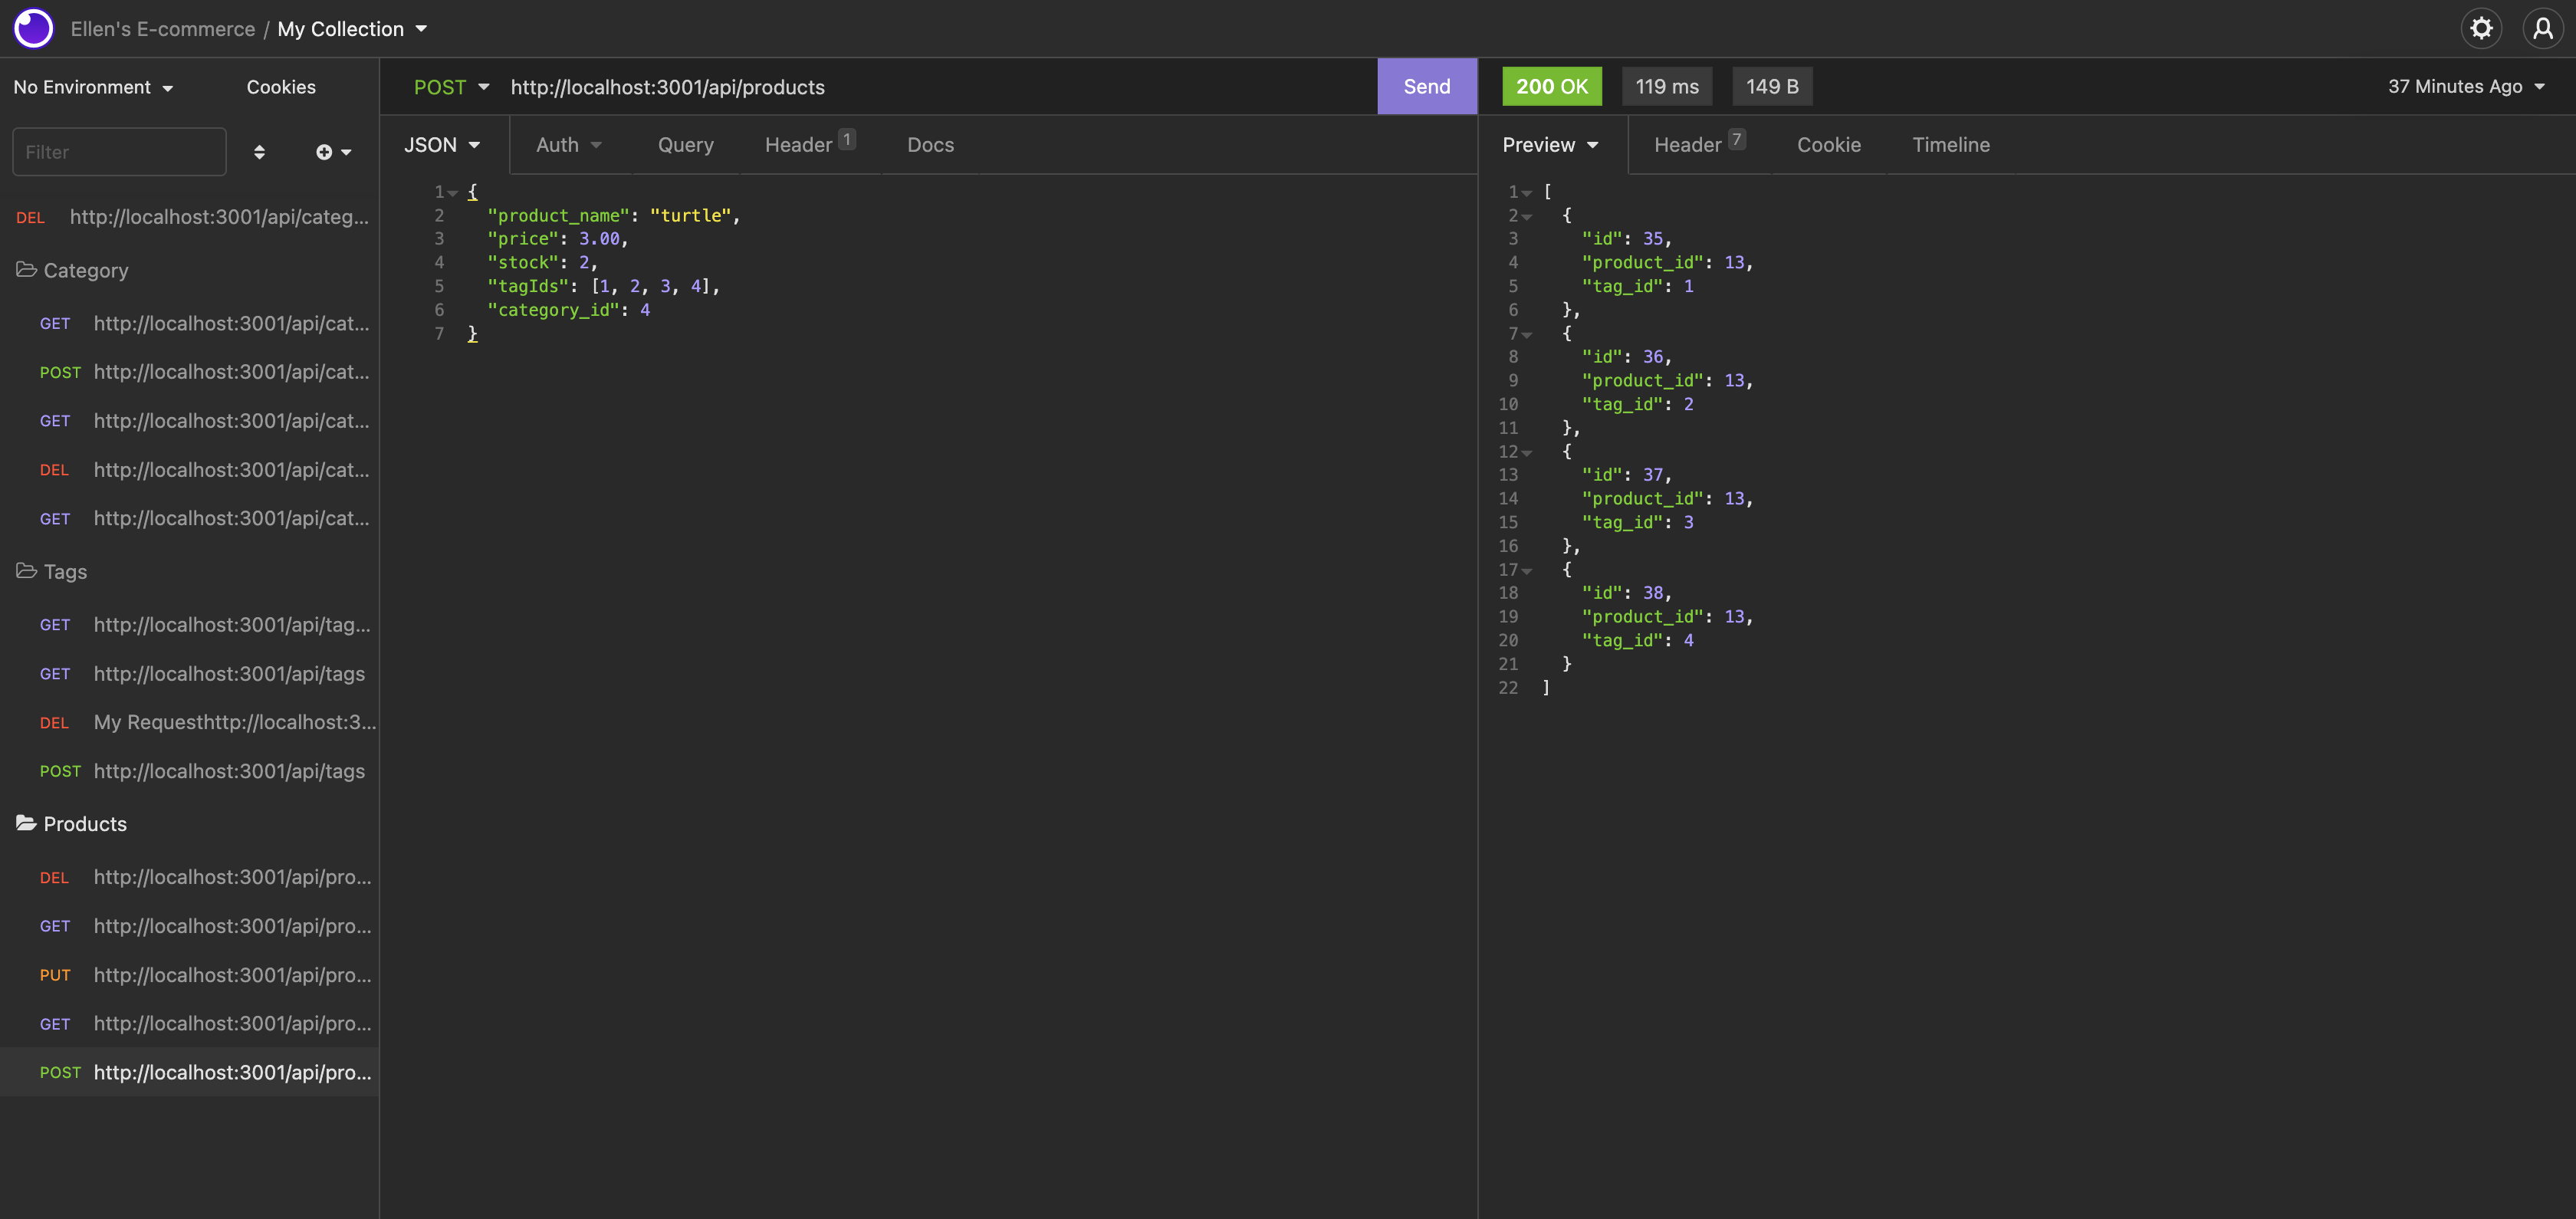 Ellen's E-commerce / My Collection
No Environment
Cookies
Filter
DEL http://localhost:3001/api/categ...
Category
GET http://localhost:3001/api/cat...
POST http://localhost:3001/api/cat...
GET http://localhost:3001/api/cat...
DEL http://localhost:3001/api/cat...
GET http://localhost:3001/api/cat...
Tags
GET http://localhost:3001/api/tag...
GET http://localhost:3001/api/tags
DEL My Requesthttp://localhost:3...
POST http://localhost:3001/api/tags
Products
DEL http://localhost:3001/api/pro...
GET http://localhost:3001/api/pro...
PUT http://localhost:3001/api/pro...
GET http://localhost:3001/api/pro...
POST http://localhost:3001/api/pro...
POST http://localhost:3001/api/products
Send
JSON Auth Query Header 1 Docs
1 {
2 "product_name": "turtle",
3 "price": 3.00,
4 "stock": 2,
5 "tagIds": [1, 2, 3, 4],
6 "category_id": 4
7 }
200 OK 119 ms 149 B 37 Minutes Ago
Preview Header 7 Cookie Timeline
1 [
2 {
3 "id": 35,
4 "product_id": 13,
5 "tag_id": 1
6 },
7 {
8 "id": 36,
9 "product_id": 13,
10 "tag_id": 2
11 },
12 {
13 "id": 37,
14 "product_id": 13,
15 "tag_id": 3
16 },
17 {
18 "id": 38,
19 "product_id": 13,
20 "tag_id": 4
21 }
22 ]